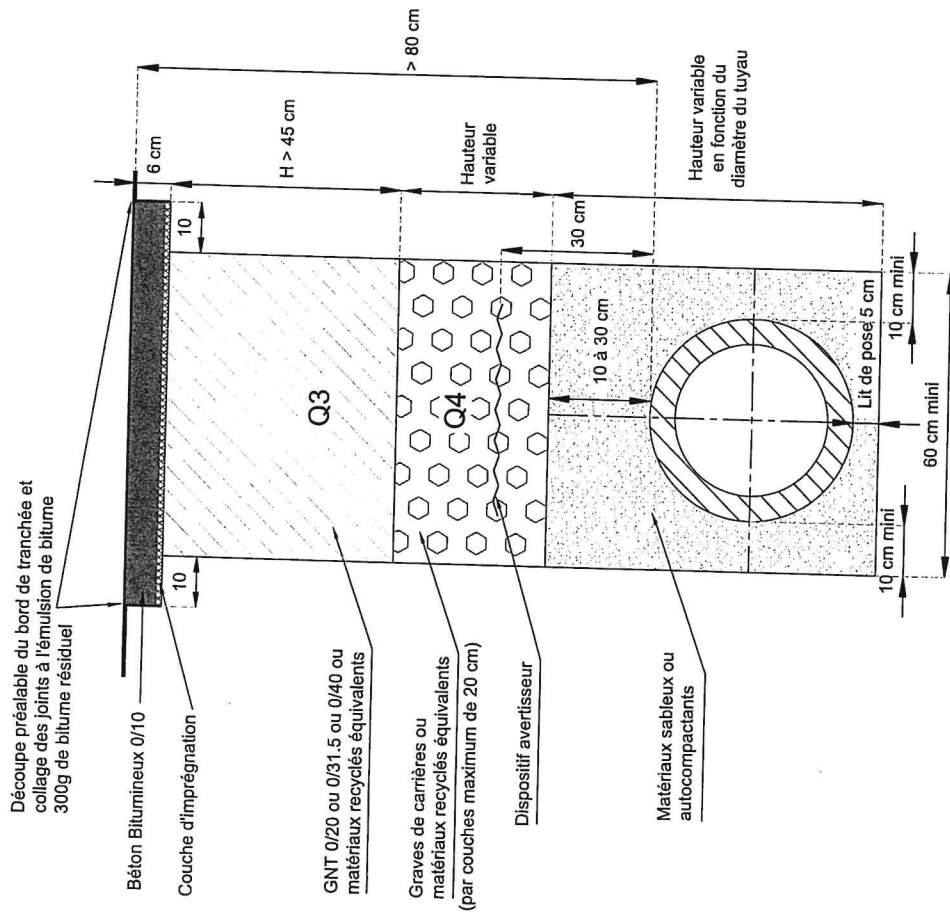 Découpe préalable du bord de tranchée et
collage des joints à l'émulsion de bitume
300g de bitume résiduel
Béton Bitumineux 0/10
Couche d'imprégnation
GNT 0/20 ou 0/31.5 ou 0/40 ou
matériaux recyclés équivalents
Graves de carrières ou
matériaux recyclés équivalents
(par couches maximum de 20 cm)
Dispositif avertisseur
Matériaux sableux ou
autocompactants
10
10
Q3
Q4
6 cm
H > 45 cm
Hauteur
variable
> 80 cm
30 cm
10 à 30 cm
Hauteur variable
en fonction du
diamètre du tuyau
Lit de pose 5 cm
10 cm mini
10 cm mini
60 cm mini